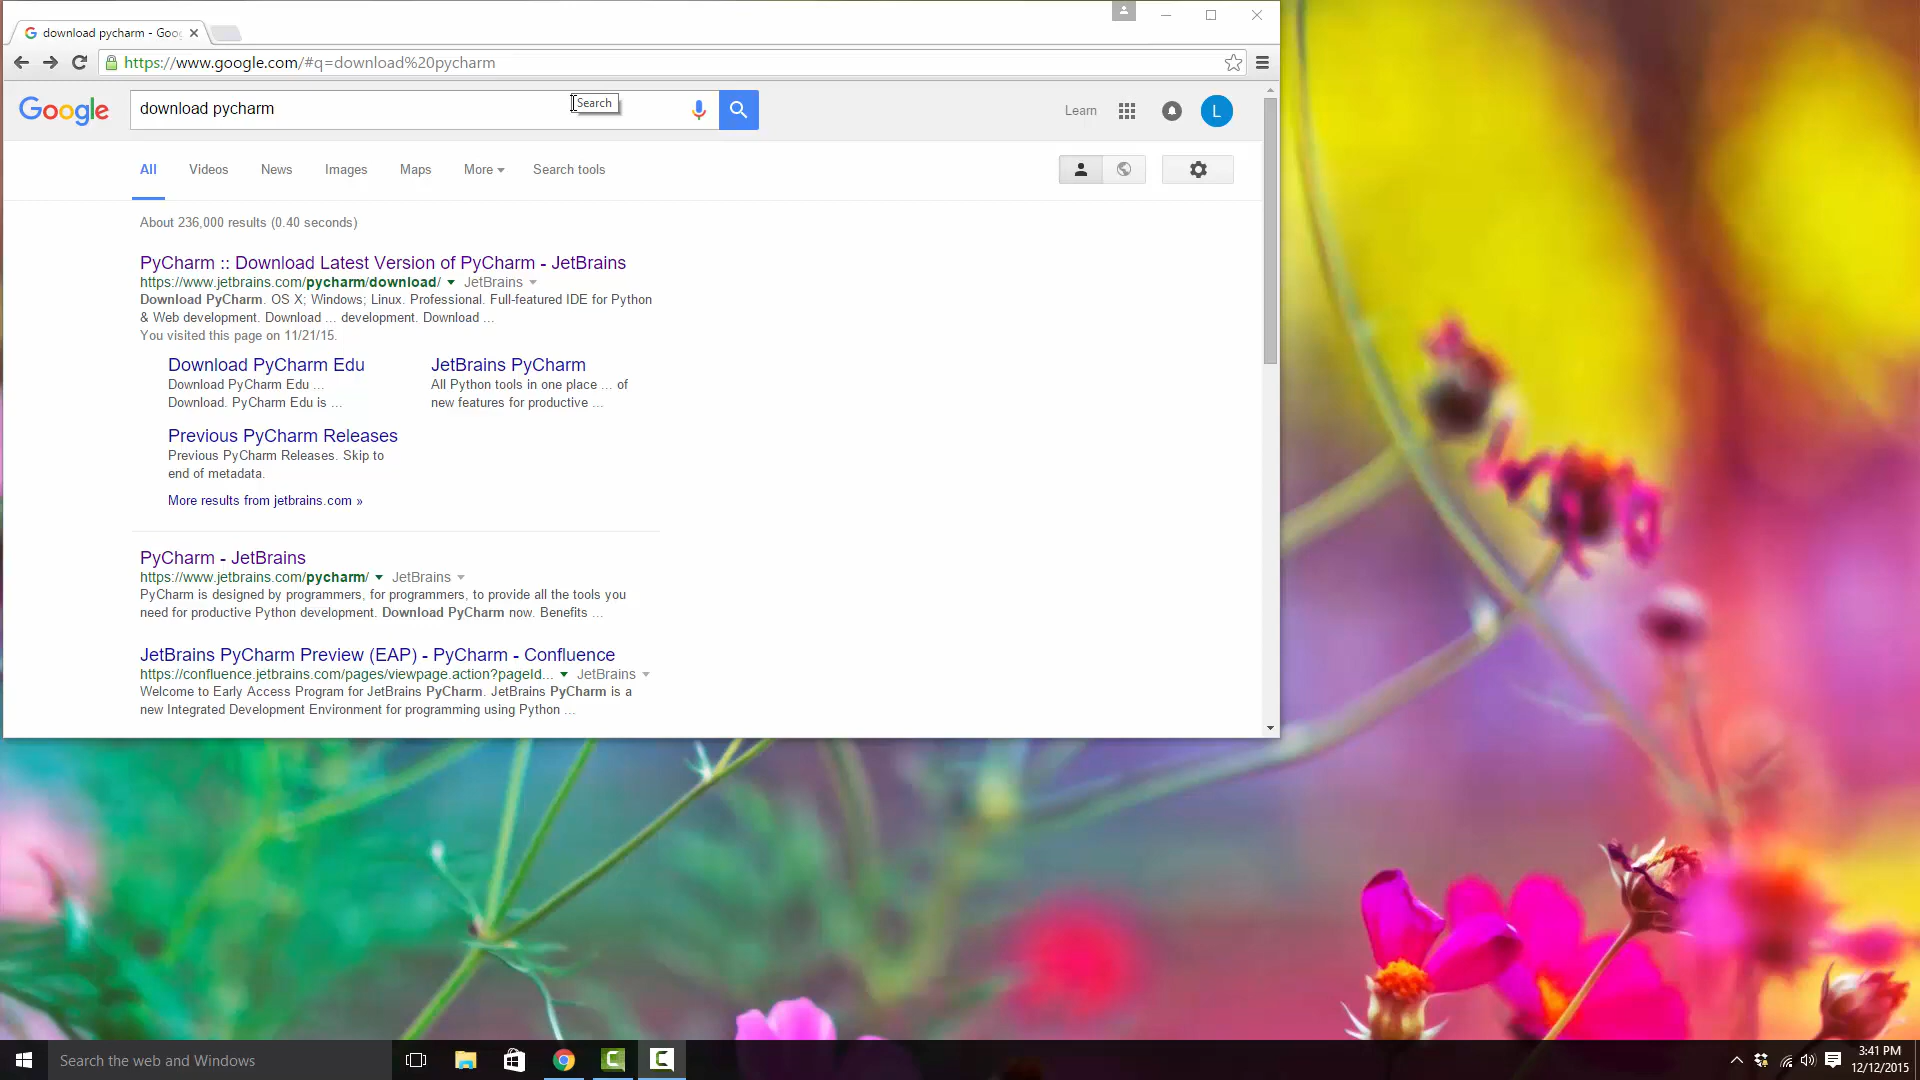 download pycharm - Goog
https://www.google.com/#q=download%20pycharm
Google
download pycharm
Search
Learn
L
All Videos News Images Maps More Search tools
About 236,000 results (0.40 seconds)
PyCharm :: Download Latest Version of PyCharm - JetBrains
https://www.jetbrains.com/pycharm/download/ JetBrains
Download PyCharm. OS X; Windows; Linux. Professional. Full-featured IDE for Python
& Web development. Download ... development. Download ...
You visited this page on 11/21/15.
Download PyCharm Edu
Download PyCharm Edu ...
Download. PyCharm Edu is ...
JetBrains PyCharm
All Python tools in one place ... of
new features for productive ...
Previous PyCharm Releases
Previous PyCharm Releases. Skip to
end of metadata.
More results from jetbrains.com »
PyCharm - JetBrains
https://www.jetbrains.com/pycharm/ JetBrains
PyCharm is designed by programmers, for programmers, to provide all the tools you
need for productive Python development. Download PyCharm now. Benefits ...
JetBrains PyCharm Preview (EAP) - PyCharm - Confluence
https://confluence.jetbrains.com/pages/viewpage.action?pageId... JetBrains
Welcome to Early Access Program for JetBrains PyCharm. JetBrains PyCharm is a
new Integrated Development Environment for programming using Python ...
Search the web and Windows
3:41 PM
12/12/2015